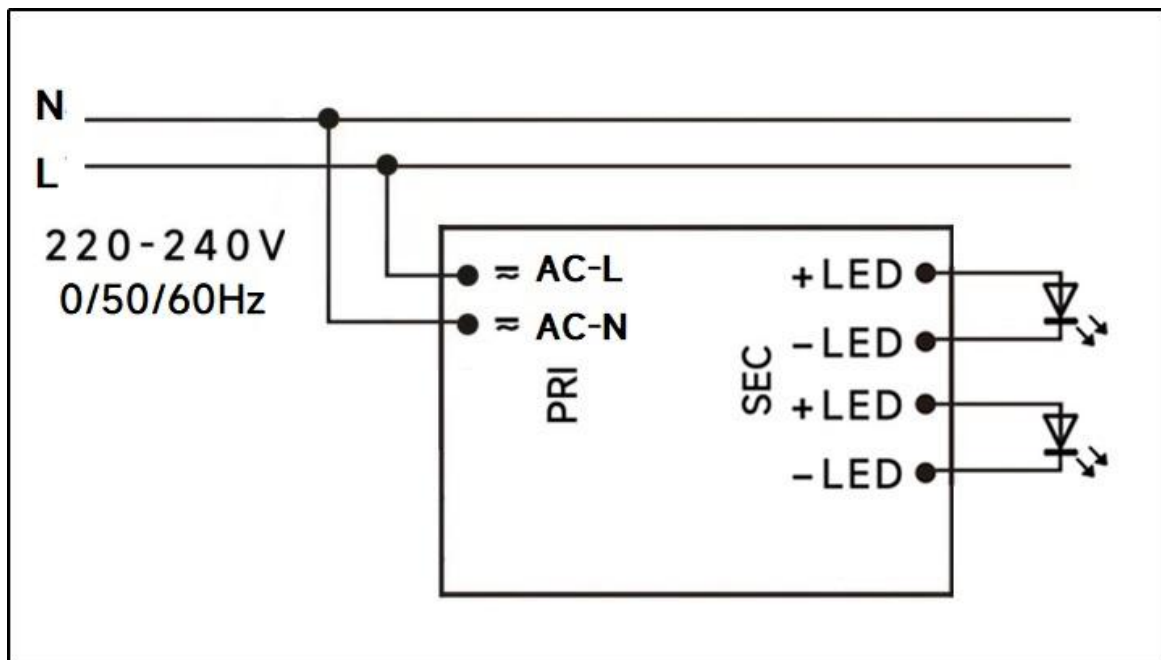 N
L
220-240V
0/50/60Hz
≂ AC-L
≂ AC-N
PRI
SEC
+LED
-LED
+LED
-LED